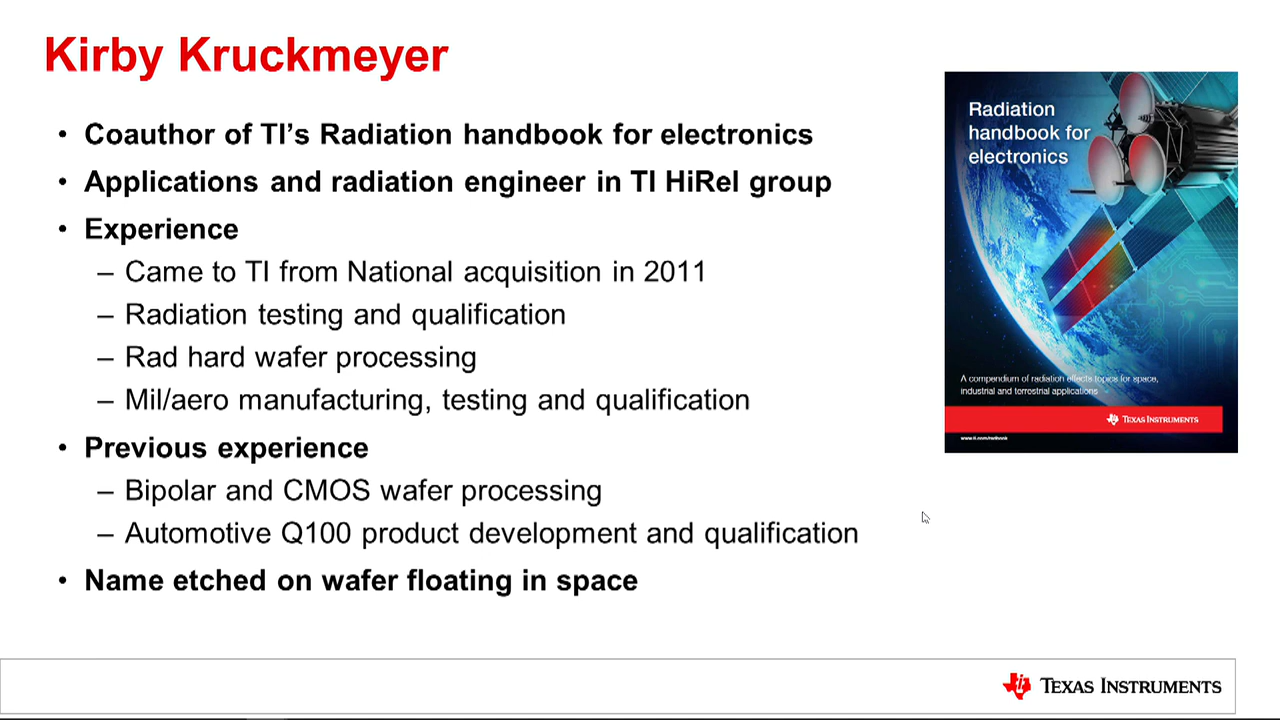 Kirby Kruckmeyer
• Coauthor of TI's Radiation handbook for electronics
• Applications and radiation engineer in TI HiRel group
• Experience
– Came to TI from National acquisition in 2011
– Radiation testing and qualification
– Rad hard wafer processing
– Mil/aero manufacturing, testing and qualification
• Previous experience
– Bipolar and CMOS wafer processing
– Automotive Q100 product development and qualification
• Name etched on wafer floating in space
Radiation
handbook for
electronics
A compendium of radiation effects topics for space,
industrial and terrestrial applications
TEXAS INSTRUMENTS
www.ti.com/radbook
TEXAS INSTRUMENTS